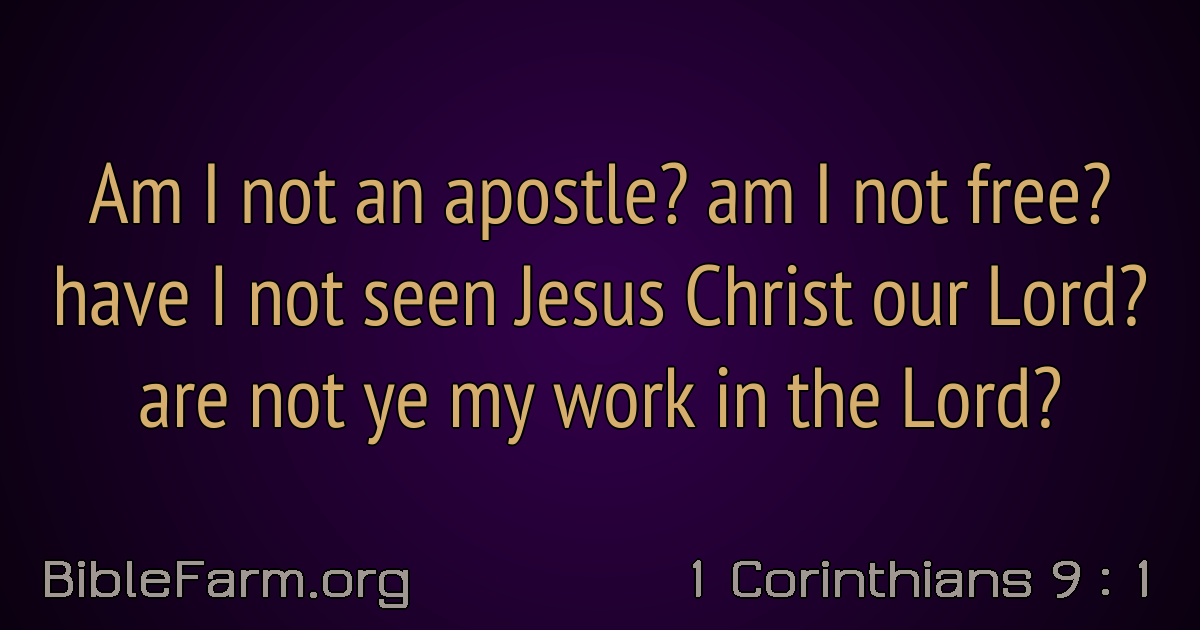 Am I not an apostle? am I not free?
have I not seen Jesus Christ our Lord?
are not ye my work in the Lord?
BibleFarm.org
1 Corinthians 9 : 1